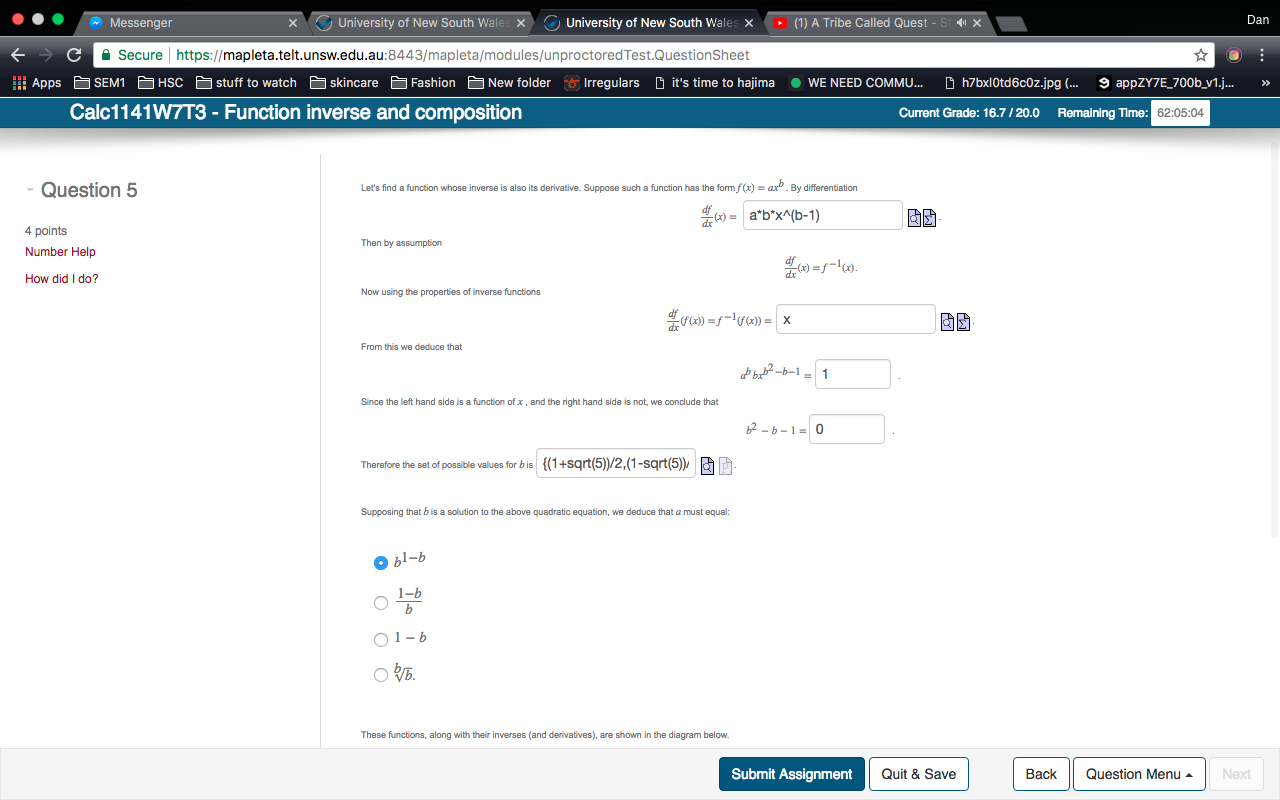 Messenger
University of New South Wales
University of New South Wales
(1) A Tribe Called Quest - S
Dan
Secure
https://mapleta.telt.unsw.edu.au:8443/mapleta/modules/unproctoredTest.QuestionSheet
Apps
SEM1
HSC
stuff to watch
skincare
Fashion
New folder
Irregulars
it's time to hajima
WE NEED COMMU...
h7bxl0td6c0z.jpg (...
appZY7E_700b_v1.j...
»
Calc1141W7T3 - Function inverse and composition
Current Grade: 16.7 / 20.0 Remaining Time: 62:05:04
- Question 5
4 points
Number Help
How did I do?
Let's find a function whose inverse is also its derivative. Suppose such a function has the form f (x) = ax^b . By differentiation
df/dx (x) = a*b*x^(b-1) .
Then by assumption
df/dx (x) = f^−1(x).
Now using the properties of inverse functions
df/dx (f (x)) = f^−1(f (x)) = x .
From this we deduce that
a^b bx^(b^2−b−1) = 1 .
Since the left hand side is a function of x , and the right hand side is not, we conclude that
b^2 − b − 1 = 0 .
Therefore the set of possible values for b is {(1+sqrt(5))/2,(1-sqrt(5))/ .
Supposing that b is a solution to the above quadratic equation, we deduce that a must equal:
b^1−b
1−b/b
1 − b
b√b.
These functions, along with their inverses (and derivatives), are shown in the diagram below.
Submit Assignment
Quit & Save
Back
Question Menu
Next